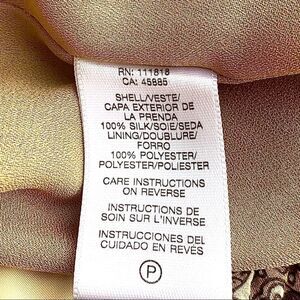 RN: 111818
CA: 45885
SHELL/VESTE/
CAPA EXTERIOR DE
LA PRENDA
100% SILK/SOIE/SEDA
LINING/DOUBLURE/
FORRO
100% POLYESTER/
POLYESTER/POLIESTER
CARE INSTRUCTIONS
ON REVERSE
INSTRUCTIONS DE
SOIN SUR L'INVERSE
INSTRUCCIONES DEL
CUIDADO EN REVÉS
P